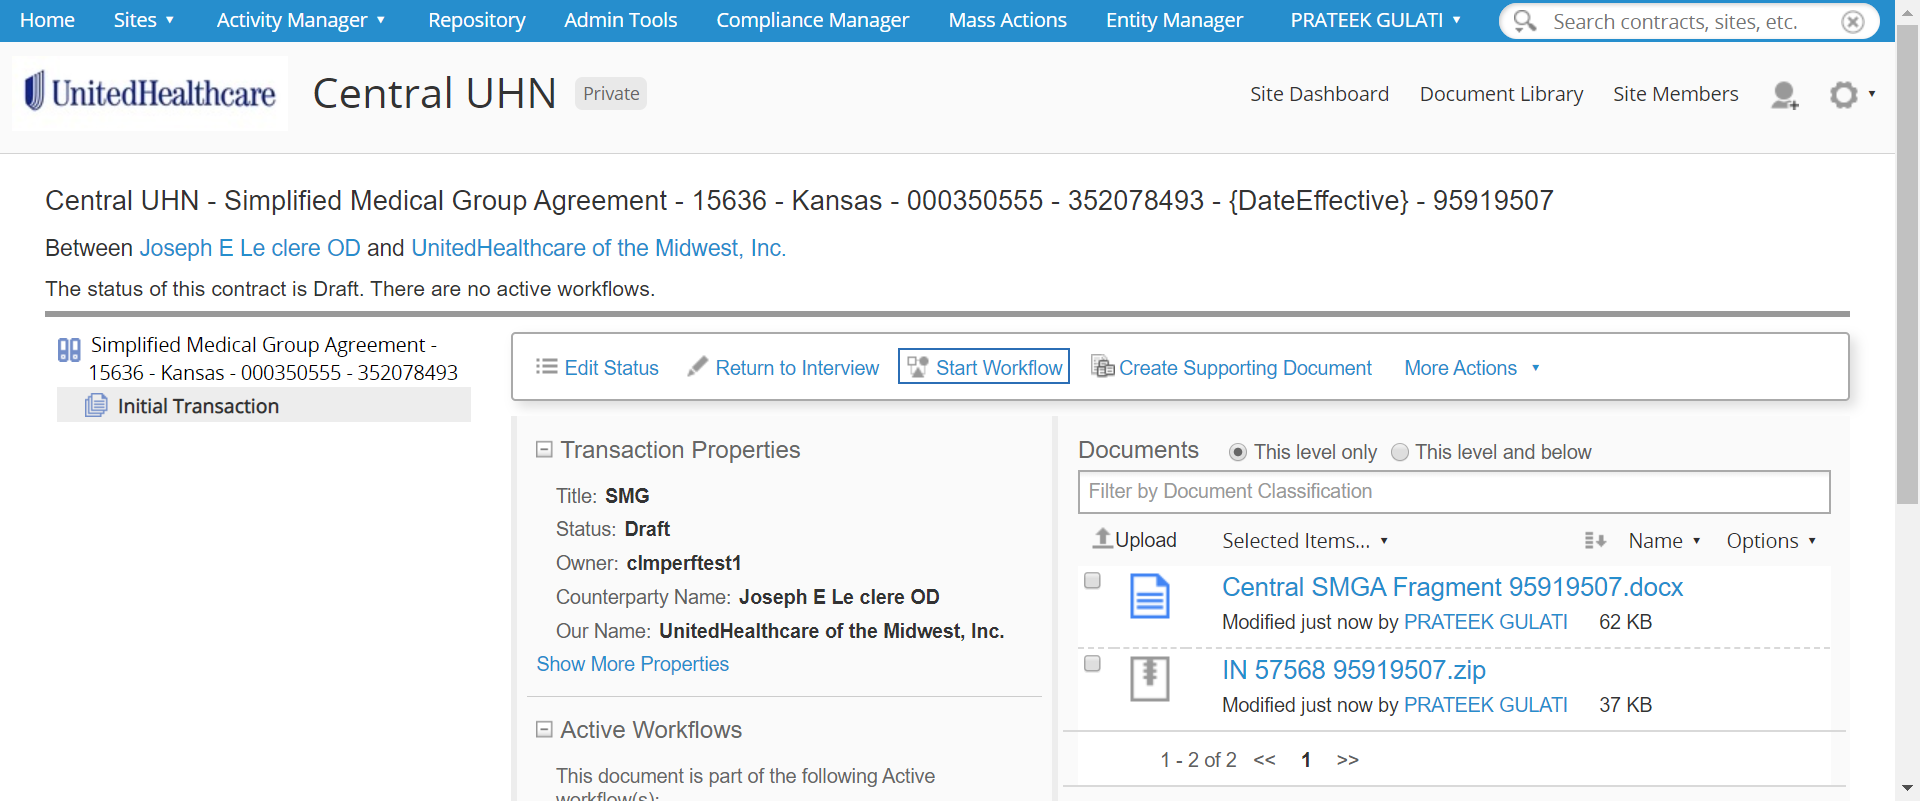 Home Sites Activity Manager Repository Admin Tools Compliance Manager Mass Actions Entity Manager PRATEEK GULATI Search contracts, sites, etc.
UnitedHealthcare Central UHN Private Site Dashboard Document Library Site Members
Central UHN - Simplified Medical Group Agreement - 15636 - Kansas - 000350555 - 352078493 - {DateEffective} - 95919507
Between Joseph E Le clere OD and UnitedHealthcare of the Midwest, Inc.
The status of this contract is Draft. There are no active workflows.
Simplified Medical Group Agreement -
15636 - Kansas - 000350555 - 352078493
Initial Transaction
Edit Status Return to Interview Start Workflow Create Supporting Document More Actions
Transaction Properties
Title: SMG
Status: Draft
Owner: clmperftest1
Counterparty Name: Joseph E Le clere OD
Our Name: UnitedHealthcare of the Midwest, Inc.
Show More Properties
Active Workflows
This document is part of the following Active
workflow(s):
Documents This level only This level and below
Filter by Document Classification
Upload Selected Items... Name Options
Central SMGA Fragment 95919507.docx
Modified just now by PRATEEK GULATI 62 KB
IN 57568 95919507.zip
Modified just now by PRATEEK GULATI 37 KB
1 - 2 of 2 << 1 >>